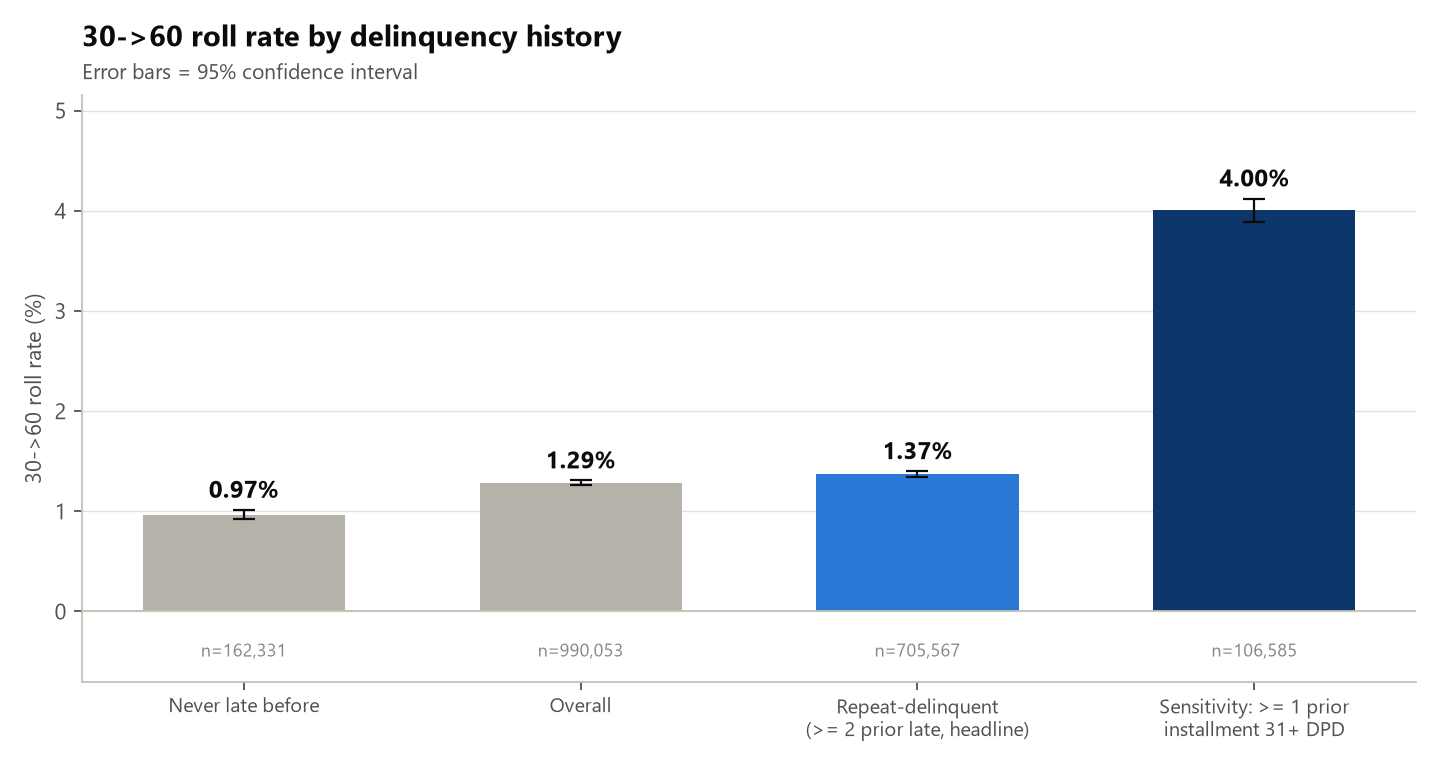 30->60 roll rate by delinquency history
Error bars = 95% confidence interval
30->60 roll rate (%)
5
4
3
2
1
0
0.97%
1.29%
1.37%
4.00%
n=162,331
n=990,053
n=705,567
n=106,585
Never late before
Overall
Repeat-delinquent
(>= 2 prior late, headline)
Sensitivity: >= 1 prior
installment 31+ DPD